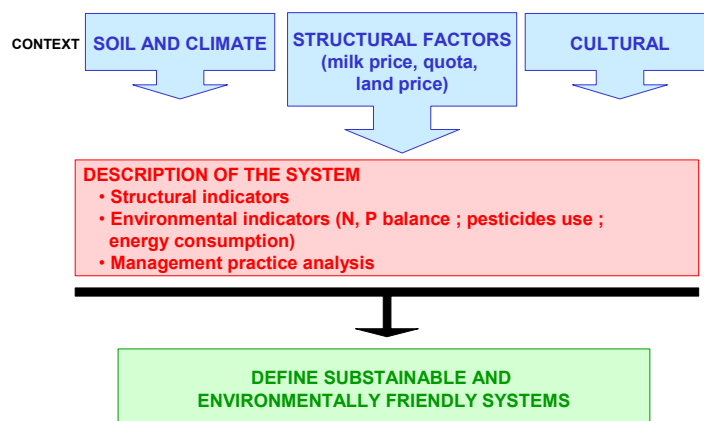 CONTEXT
SOIL AND CLIMATE
STRUCTURAL FACTORS
(milk price, quota,
land price)
CULTURAL
DESCRIPTION OF THE SYSTEM
• Structural indicators
• Environmental indicators (N, P balance ; pesticides use ;
energy consumption)
• Management practice analysis
DEFINE SUBSTAINABLE AND
ENVIRONMENTALLY FRIENDLY SYSTEMS